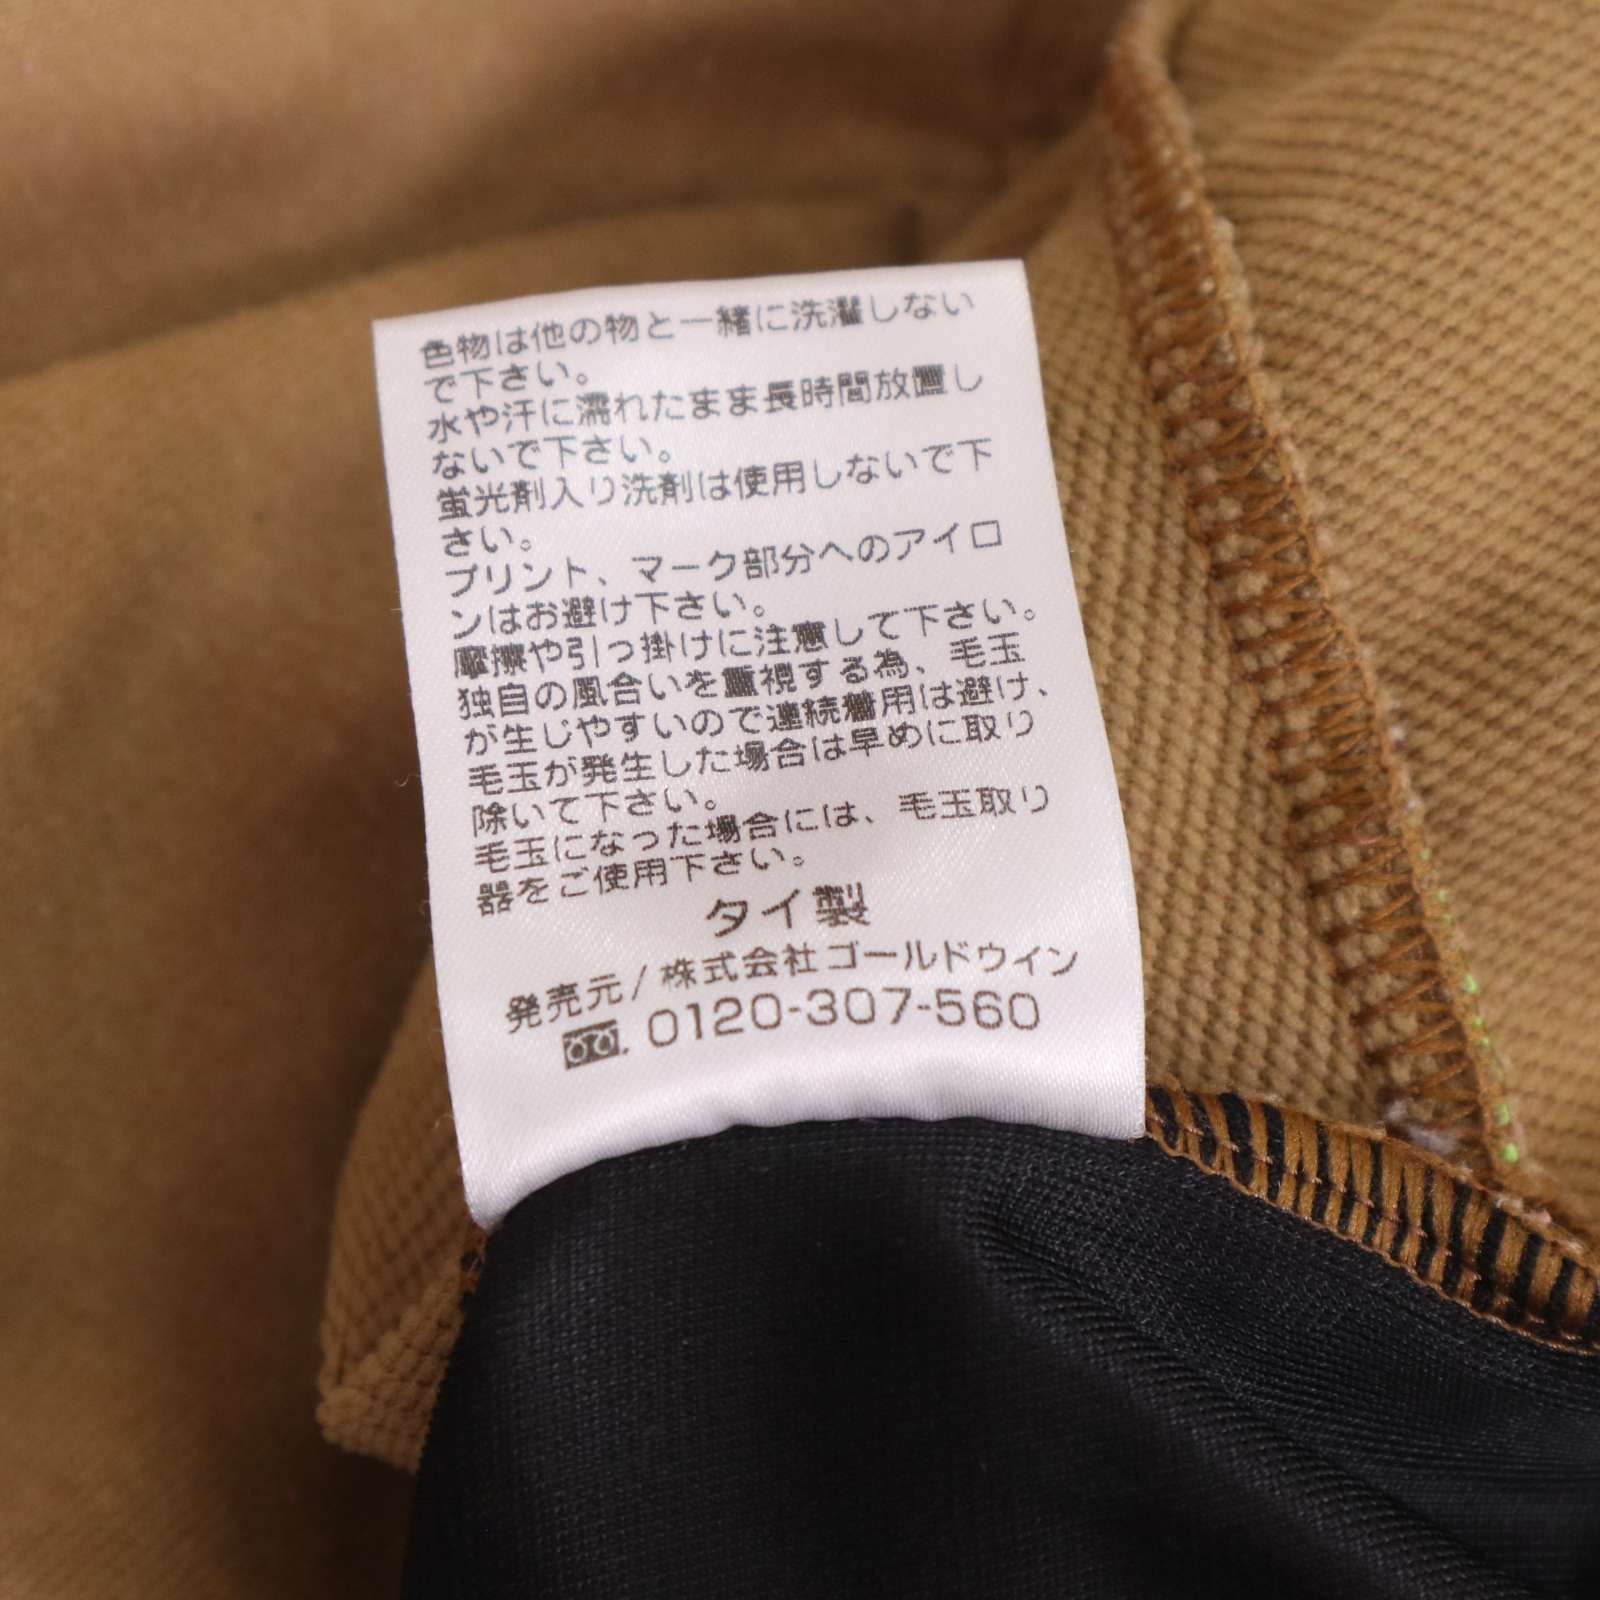 色物は他の物と一緒に洗濯しない
で下さい。
水や汗に濡れたまま長時間放置し
ないで下さい。
蛍光剤入り洗剤は使用しないで下
さい。
プリント、マーク部分へのアイロ
ンはお避け下さい。
摩擦や引っ掛けに注意して下さい。
独自の風合いを重視する為、毛玉
が生じやすいので連続着用は避け、
毛玉が発生した場合は早めに取り
除いて下さい。
毛玉になった場合には、毛玉取り
器をご使用下さい。
タイ製
発売元/株式会社ゴールドウイン
0120-307-560